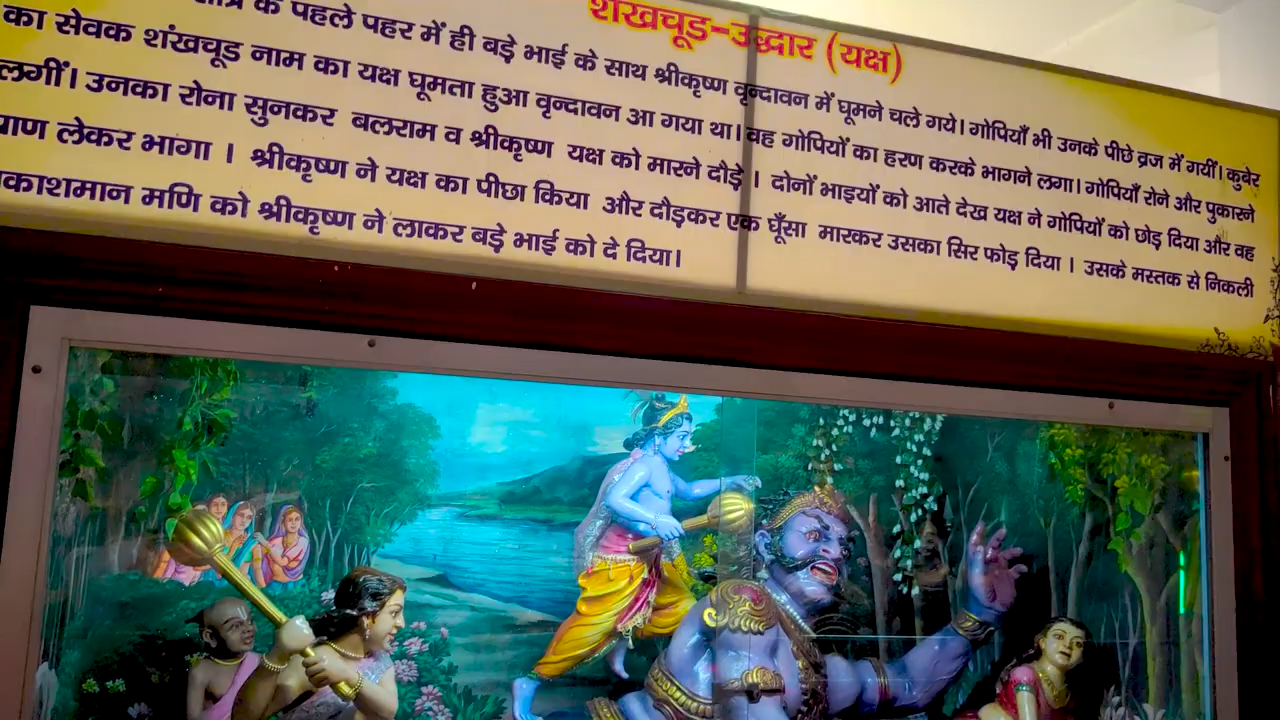 शंखचूड-उद्धार (यक्ष)
के पहले पहर में ही बड़े भाई के साथ श्रीकृष्ण वृन्दावन में घूमने चले गये। गोपियाँ भी उनके पीछे व्रज में गयीं। कुबेर
का सेवक शंखचूड नाम का यक्ष घूमता हुआ वृन्दावन आ गया था। वह गोपियों का हरण करके भागने लगा। गोपियाँ रोने और पुकारने
लगीं। उनका रोना सुनकर बलराम व श्रीकृष्ण यक्ष को मारने दौड़े। दोनों भाइयों को आते देख यक्ष ने गोपियों को छोड़ दिया और वह
लेकर भागा । श्रीकृष्ण ने यक्ष का पीछा किया और दौड़कर एक घूँसा मारकर उसका सिर फोड़ दिया । उसके मस्तक से निकली
मणि को श्रीकृष्ण ने लाकर बड़े भाई को दे दिया।